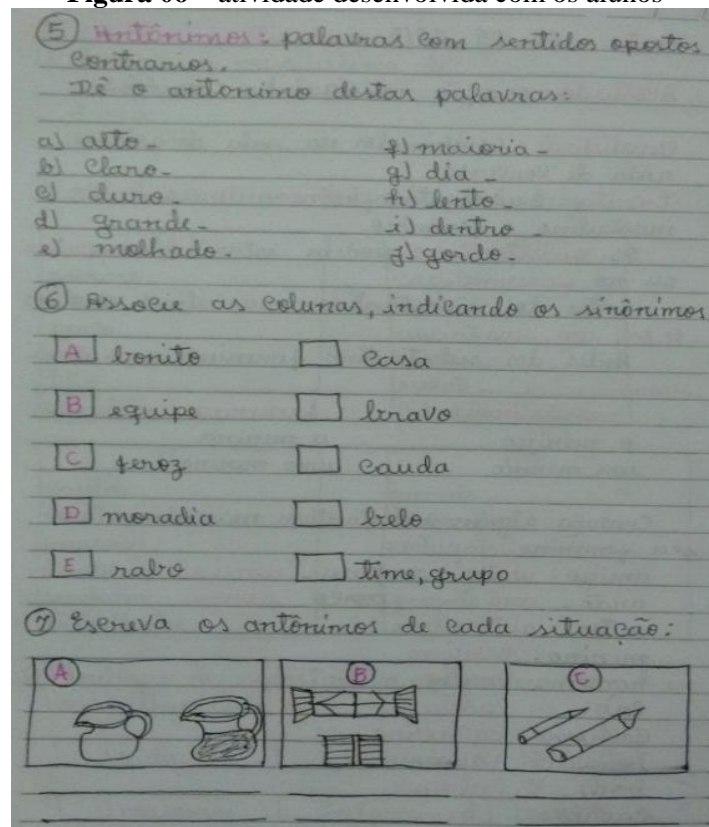 Figura 06 – atividade desenvolvida com os alunos
5 Antônimos: palavras com sentidos opostos
contrarios.
Dê o antonimo destas palavras:
a) alto - f) maioria -
b) claro - g) dia -
c) duro - h) lento -
d) grande - i) dentro -
e) molhado - j) gordo -
6 Associe as colunas, indicando os sinônimos
A bonito casa
B equipe bravo
C feroz cauda
D moradia belo
E rabo time, grupo
7 Escreva os antônimos de cada situação:
A B C